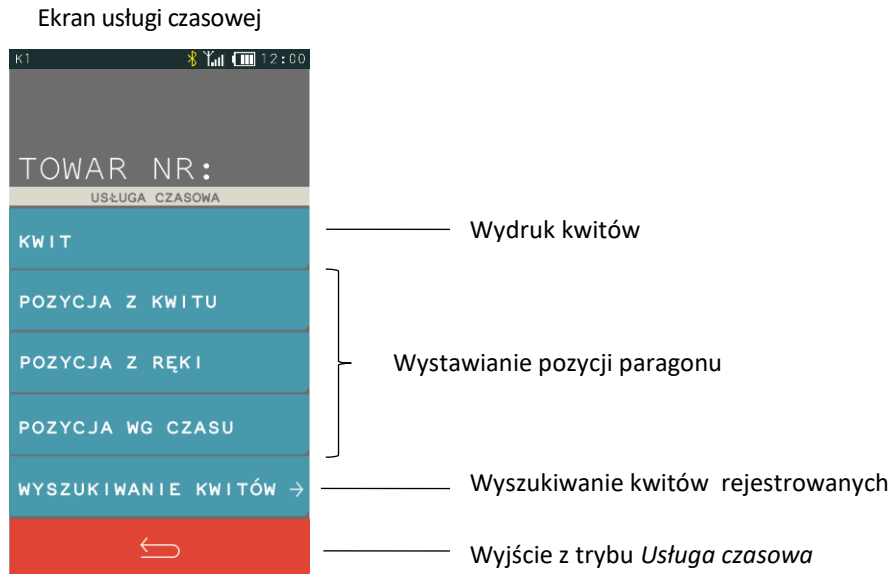 Ekran usługi czasowej
K1 12:00
TOWAR NR:
USŁUGA CZASOWA
KWIT
Wydruk kwitów
POZYCJA Z KWITU
POZYCJA Z RĘKI
Wystawianie pozycji paragonu
POZYCJA WG CZASU
WYSZUKIWANIE KWITÓW →
Wyszukiwanie kwitów rejestrowanych
Wyjście z trybu Usługa czasowa